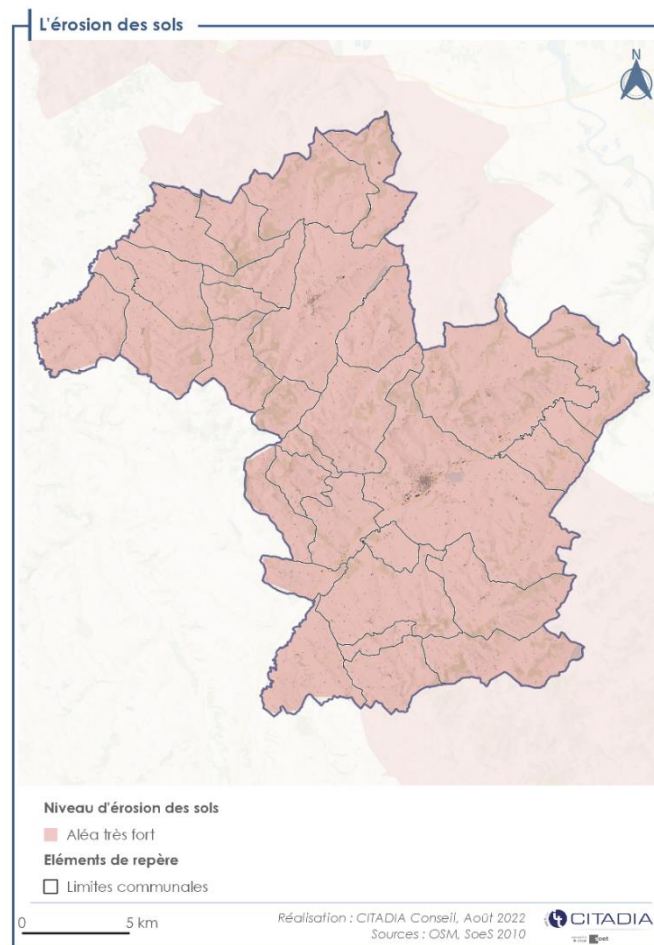 L'érosion des sols
N
Niveau d'érosion des sols
Aléa très fort
Eléments de repère
Limites communales
0 5 km
Réalisation : CITADIA Conseil, Août 2022
Sources : OSM, SoeS 2010
CITADIA